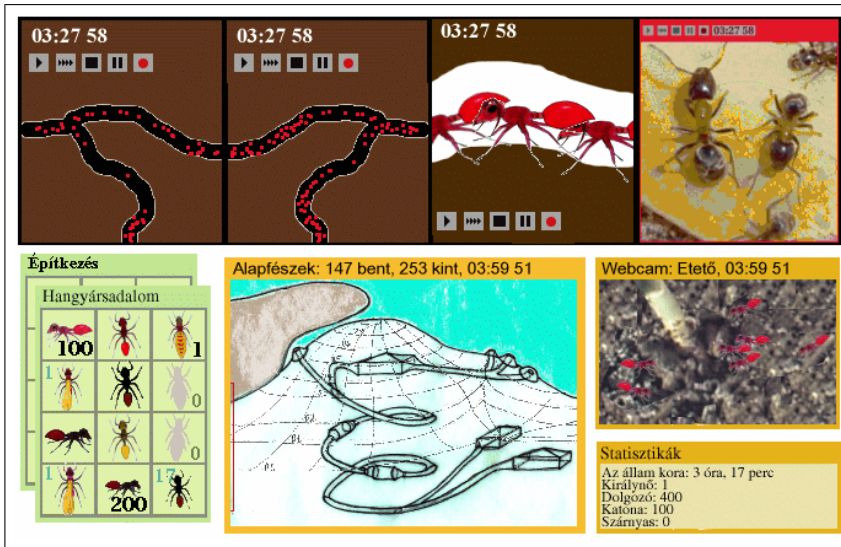 03:27 58
03:27 58
03:27 58
03:27 58
Építkezés
Hangyársadalom
100
1
1
0
0
1
200
17
Alapfészek: 147 bent, 253 kint, 03:59 51
Webcam: Etető, 03:59 51
Statisztikák
Az állam kora: 3 óra, 17 perc
Királynő: 1
Dolgozó: 400
Katona: 100
Szárnyas: 0